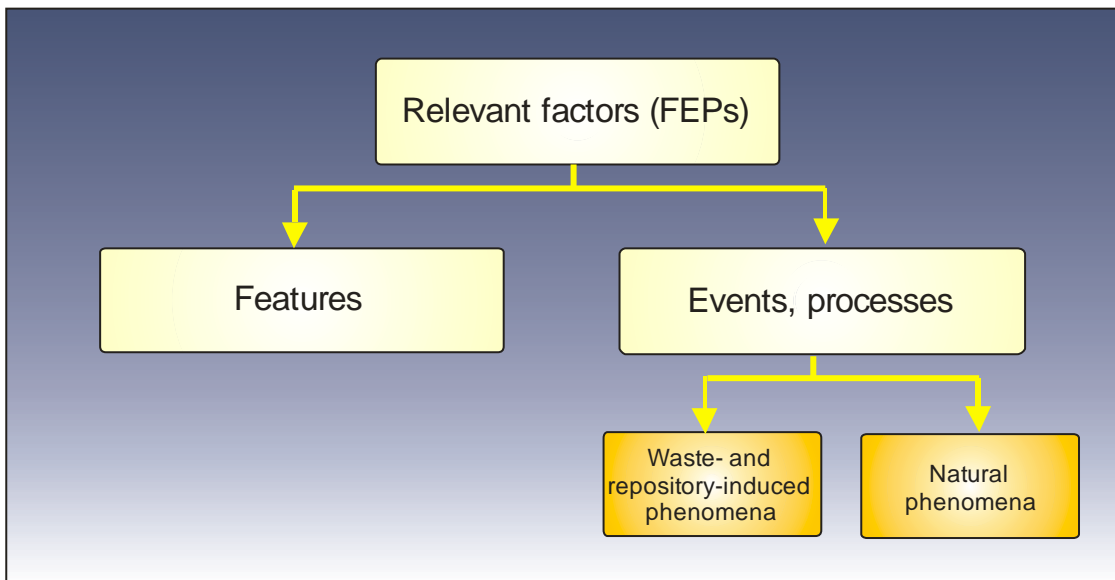 Relevant factors (FEPs)
Features
Events, processes
Waste- and
repository-induced
phenomena
Natural
phenomena